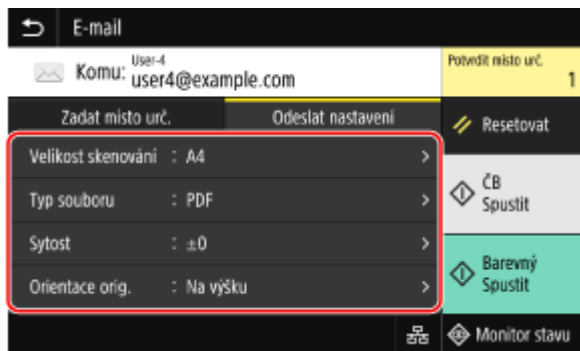 E-mail
Komu: User-4
user4@example.com
Potvrdit místo urč.
1
Zadat místo urč.
Odeslat nastavení
Resetovat
Velikost skenování : A4
Typ souboru : PDF
Sytost : ±0
Orientace orig. : Na výšku
ČB
Spustit
Barevný
Spustit
Monitor stavu